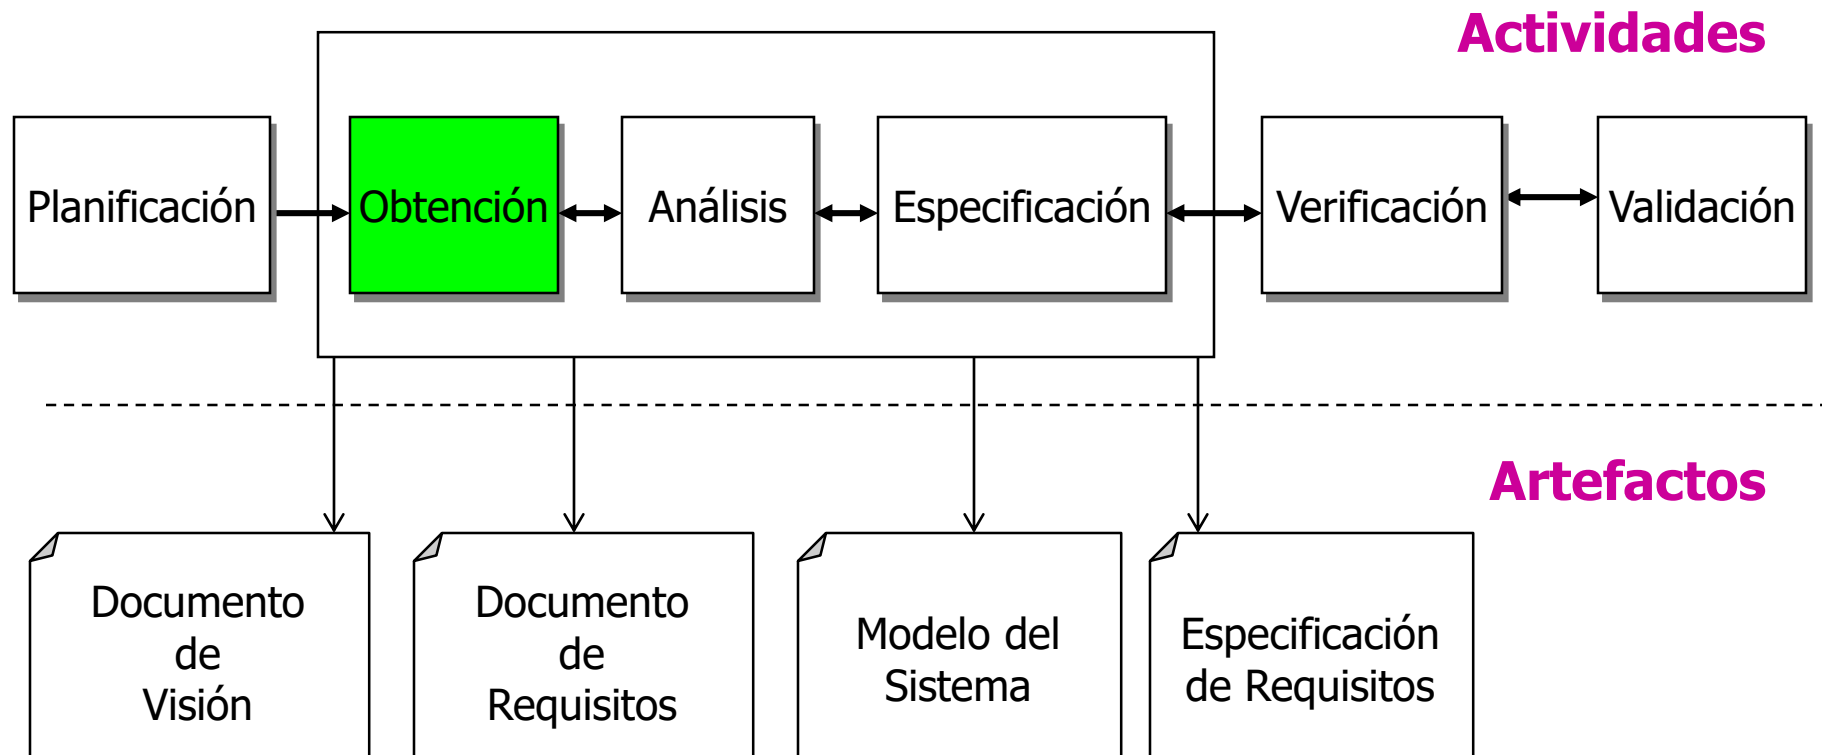 Actividades
Planificación
Obtención
Análisis
Especificación
Verificación
Validación
Artefactos
Documento
de
Visión
Documento
de
Requisitos
Modelo del
Sistema
Especificación
de Requisitos